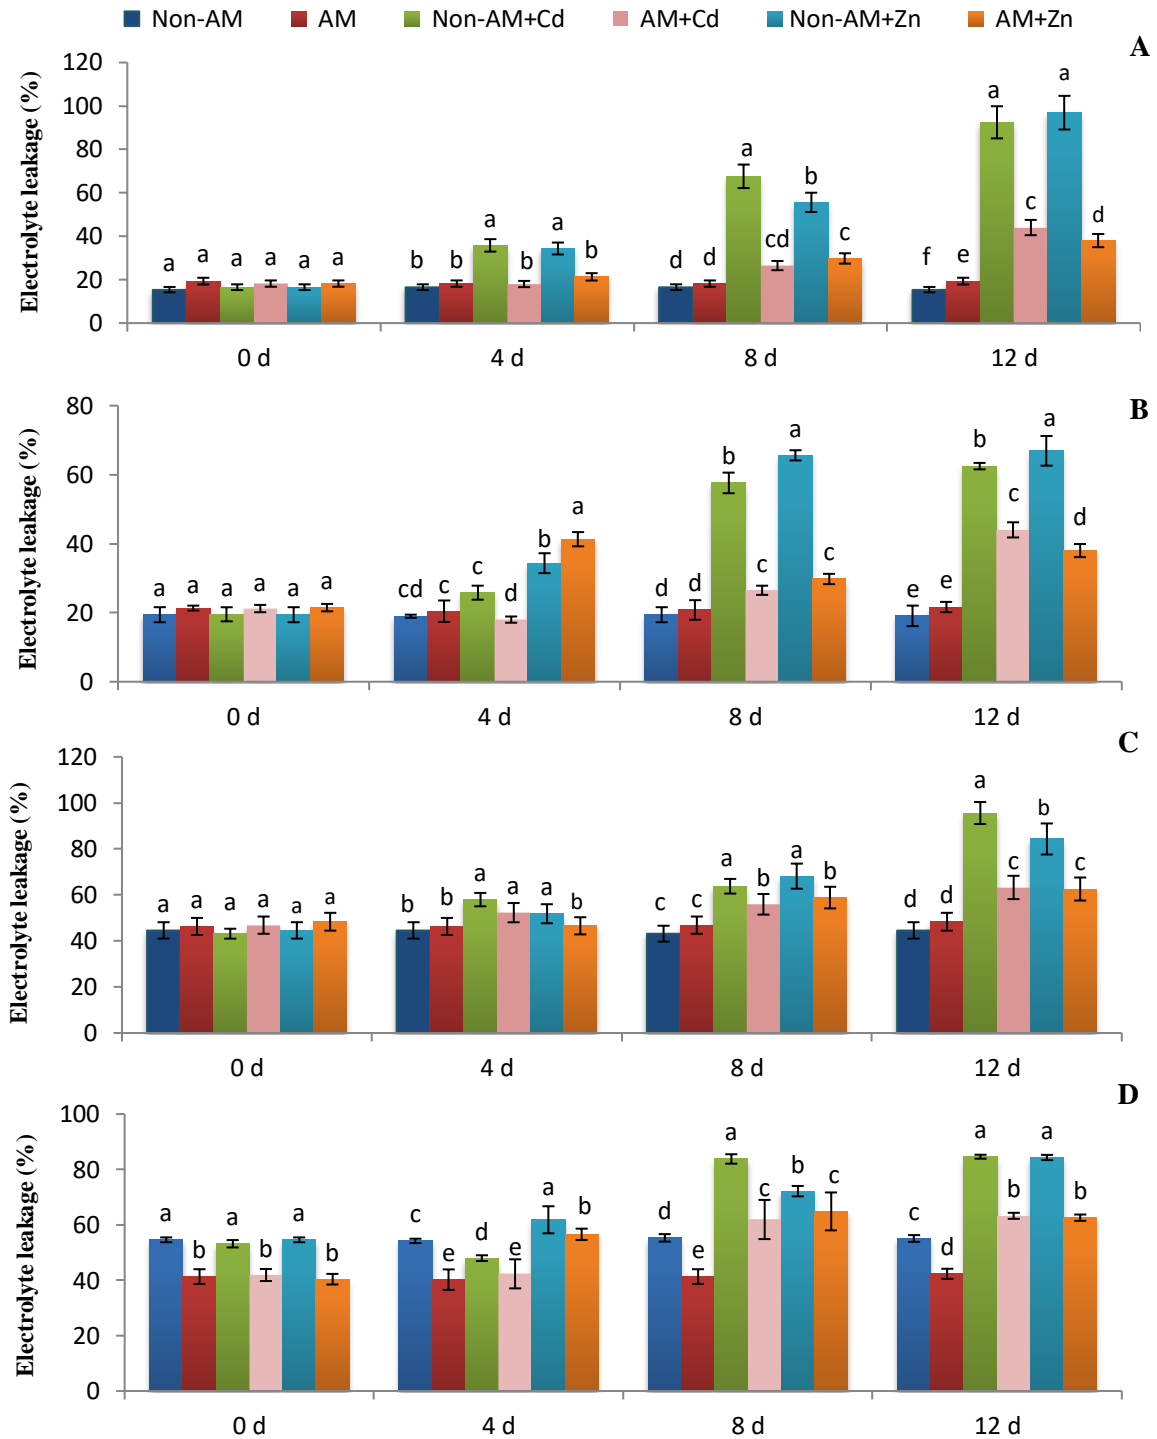 Non-AM AM Non-AM+Cd AM+Cd Non-AM+Zn AM+Zn
A
Electrolyte leakage (%)
120
100
80
60
40
20
0
a a a a a a
b b a b a b
d d a cd b c
f e a c a d
0 d 4 d 8 d 12 d
B
Electrolyte leakage (%)
80
60
40
20
0
a a a a a a
cd c c d b a
d d b c a c
e e b c a d
0 d 4 d 8 d 12 d
C
Electrolyte leakage (%)
120
100
80
60
40
20
0
a a a a a a
b b a a a b
c c a b a b
d d a c b c
0 d 4 d 8 d 12 d
D
Electrolyte leakage (%)
100
80
60
40
20
0
a b a b a b
c e d e a b
d e a c b c
c d a b a b
0 d 4 d 8 d 12 d